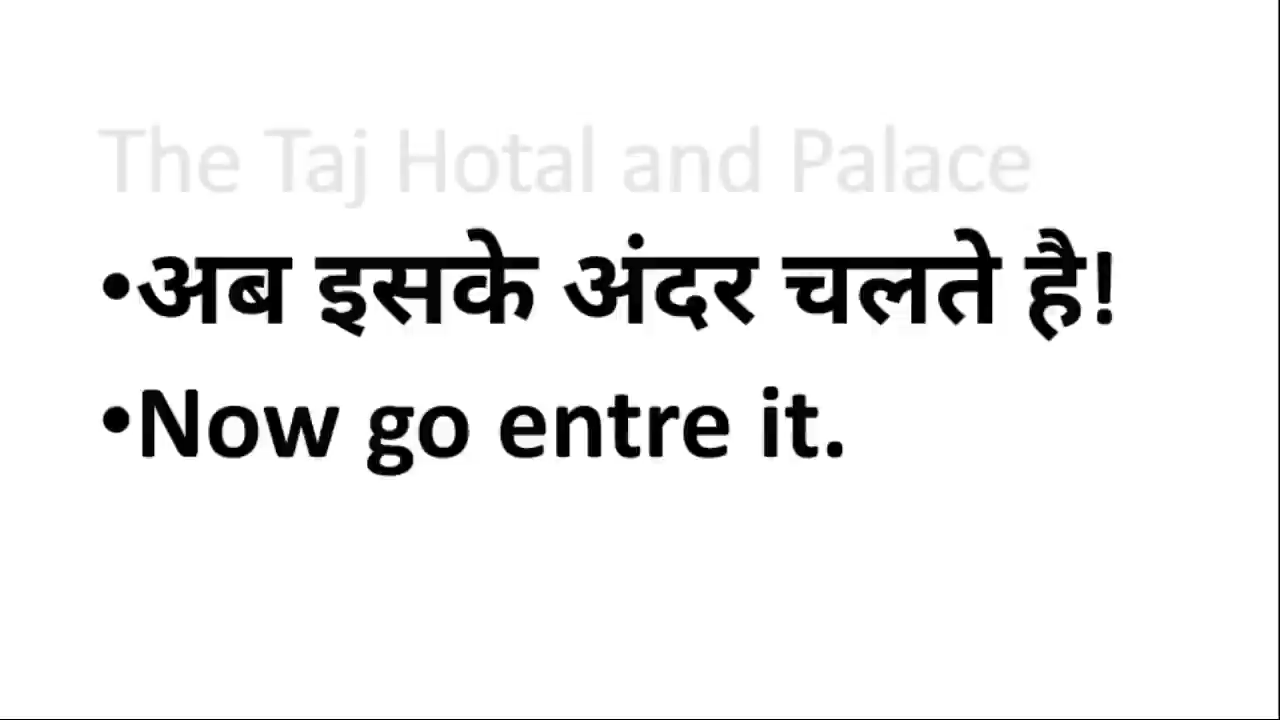 The Taj Hotal and Palace
•अब इसके अंदर चलते है!
•Now go entre it.